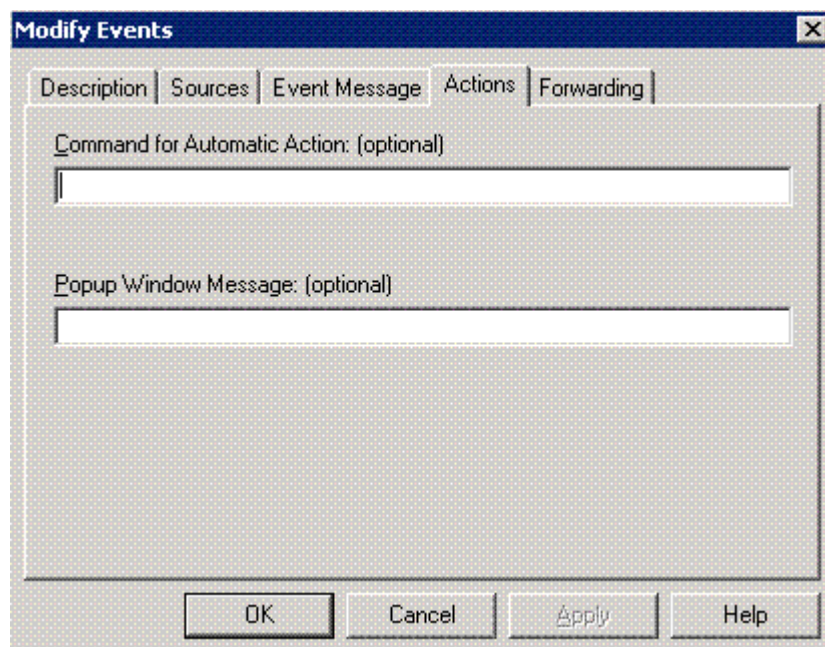 Modify Events
Description Sources Event Message Actions Forwarding
Command for Automatic Action: (optional)
Popup Window Message: (optional)
OK Cancel Apply Help